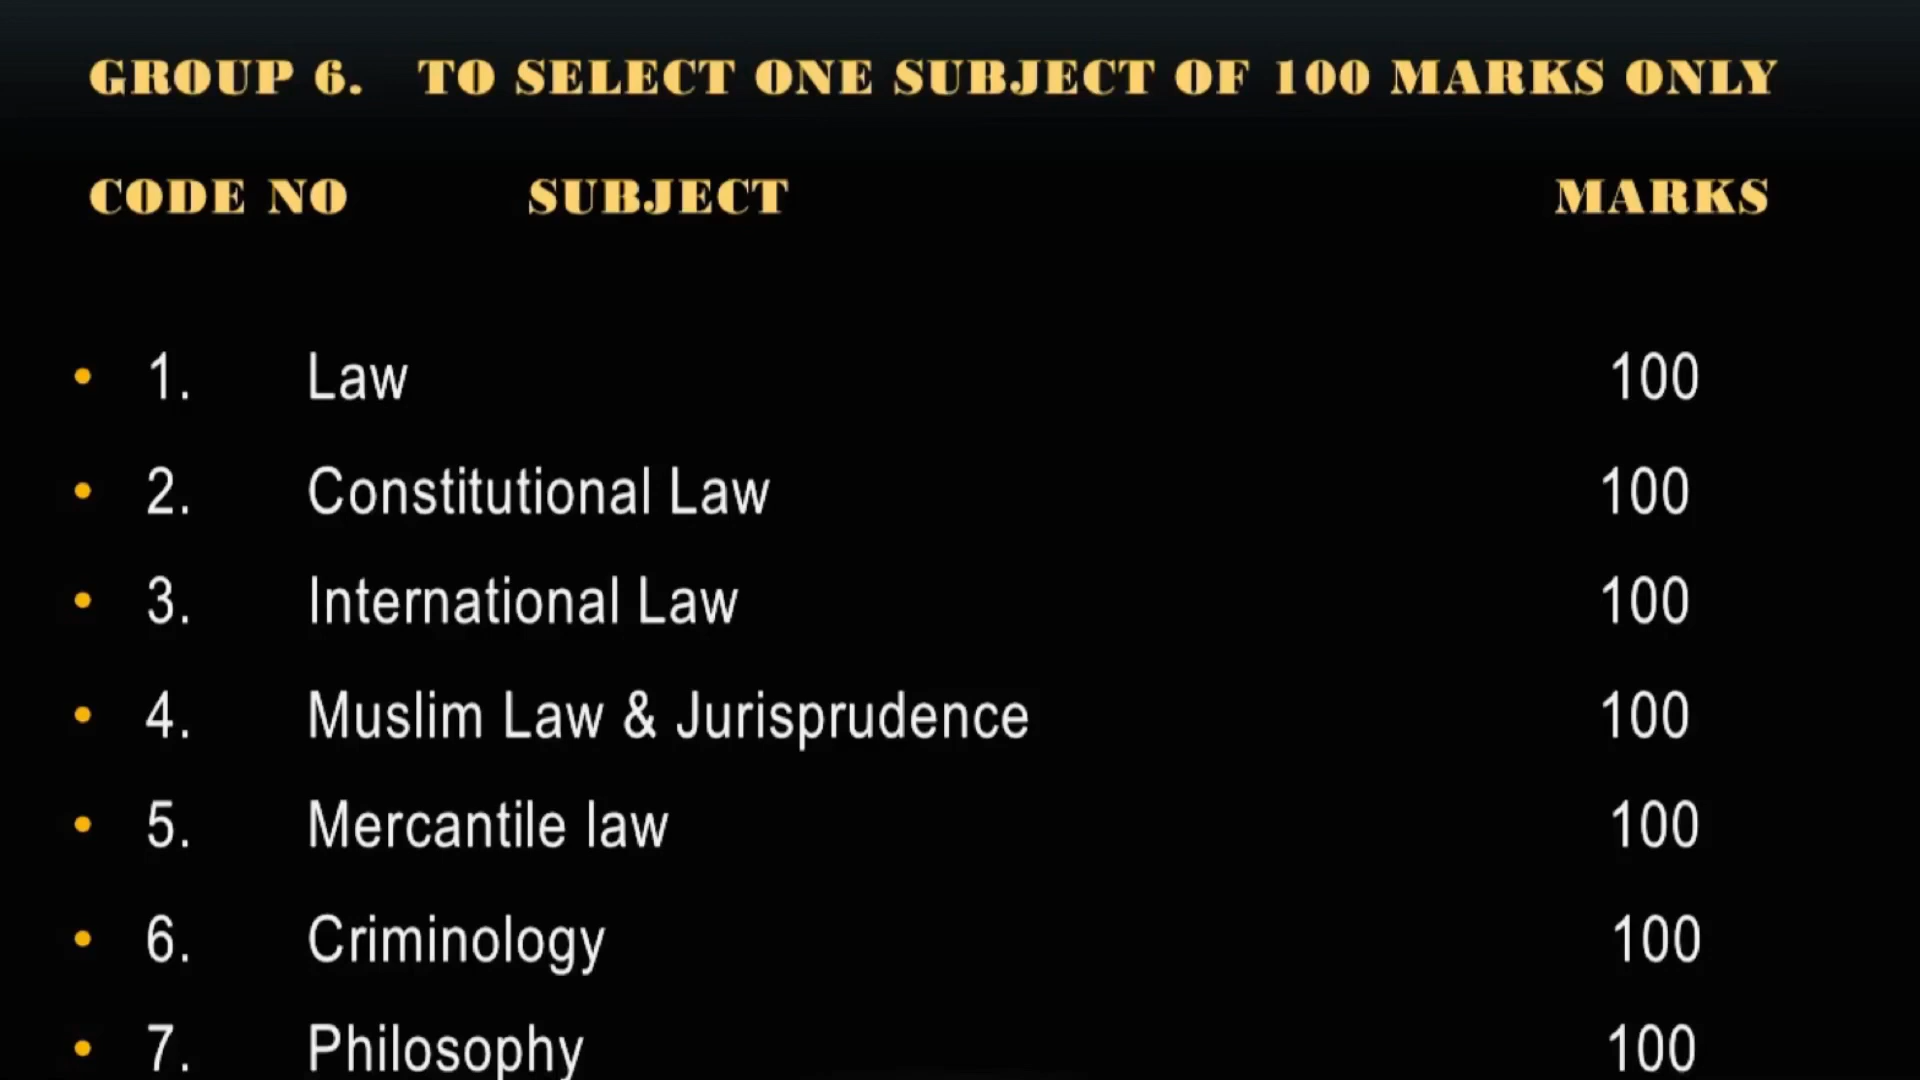 GROUP 6. TO SELECT ONE SUBJECT OF 100 MARKS ONLY
CODE NO SUBJECT MARKS
• 1. Law 100
• 2. Constitutional Law 100
• 3. International Law 100
• 4. Muslim Law & Jurisprudence 100
• 5. Mercantile law 100
• 6. Criminology 100
• 7. Philosophy 100